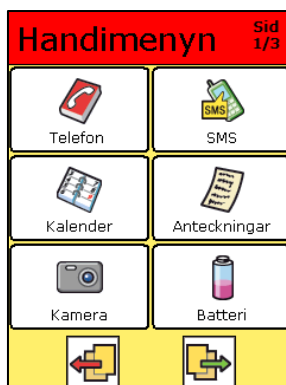 Handimenyn
Sid
1/3
Telefon
SMS
SMS
Kalender
Anteckningar
Kamera
Batteri